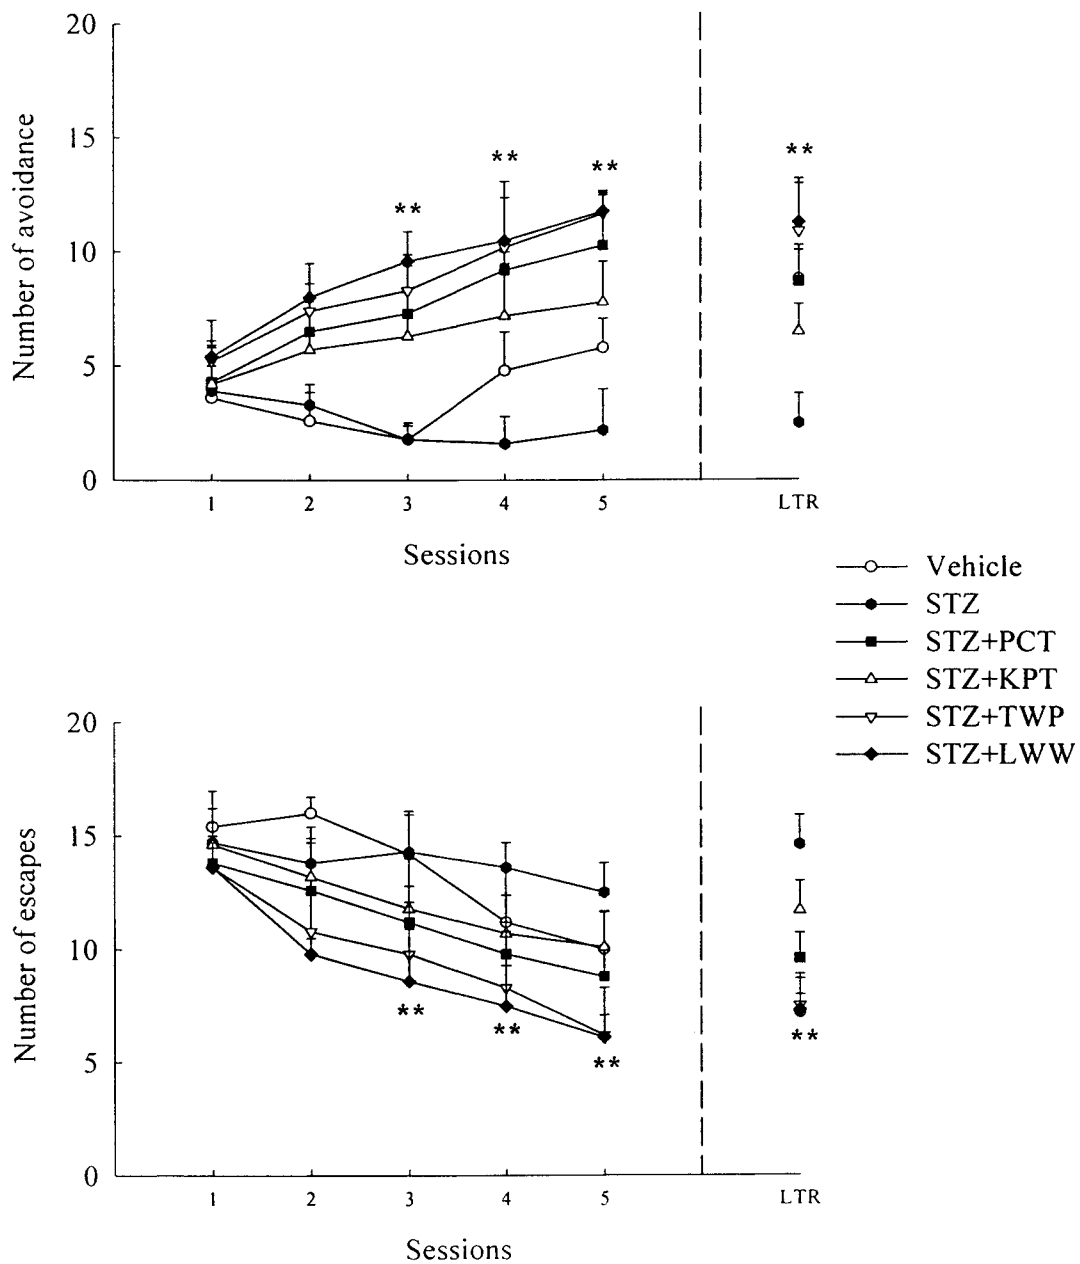 20
15
10
5
0
Number of avoidance
**
**
**
**
1 2 3 4 5 LTR
Sessions
Vehicle
STZ
STZ+PCT
STZ+KPT
STZ+TWP
STZ+LWW
20
15
10
5
0
Number of escapes
**
**
**
**
1 2 3 4 5 LTR
Sessions